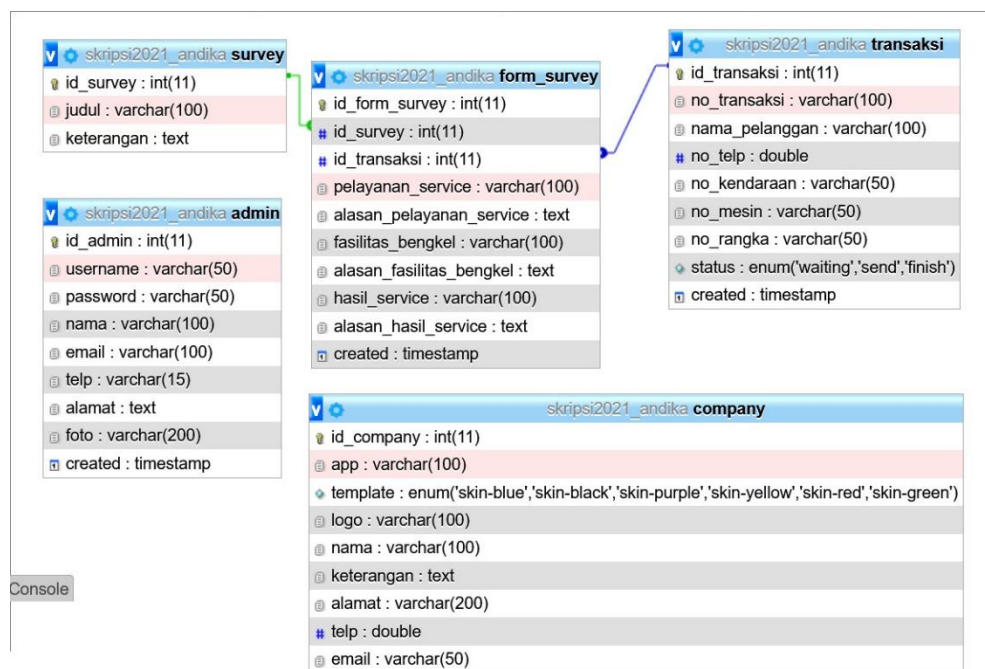 skripsi2021_andika survey
id_survey : int(11)
judul : varchar(100)
keterangan : text
skripsi2021_andika admin
id_admin : int(11)
username : varchar(50)
password : varchar(50)
nama : varchar(100)
email : varchar(100)
telp : varchar(15)
alamat : text
foto : varchar(200)
created : timestamp
skripsi2021_andika form_survey
id_form_survey : int(11)
id_survey : int(11)
id_transaksi : int(11)
pelayanan_service : varchar(100)
alasan_pelayanan_service : text
fasilitas_bengkel : varchar(100)
alasan_fasilitas_bengkel : text
hasil_service : varchar(100)
alasan_hasil_service : text
created : timestamp
skripsi2021_andika transaksi
id_transaksi : int(11)
no_transaksi : varchar(100)
nama_pelanggan : varchar(100)
no_telp : double
no_kendaraan : varchar(50)
no_mesin : varchar(50)
no_rangka : varchar(50)
status : enum('waiting','send','finish')
created : timestamp
skripsi2021_andika company
id_company : int(11)
app : varchar(100)
template : enum('skin-blue','skin-black','skin-purple','skin-yellow','skin-red','skin-green')
logo : varchar(100)
nama : varchar(100)
keterangan : text
alamat : varchar(200)
telp : double
email : varchar(50)
Console